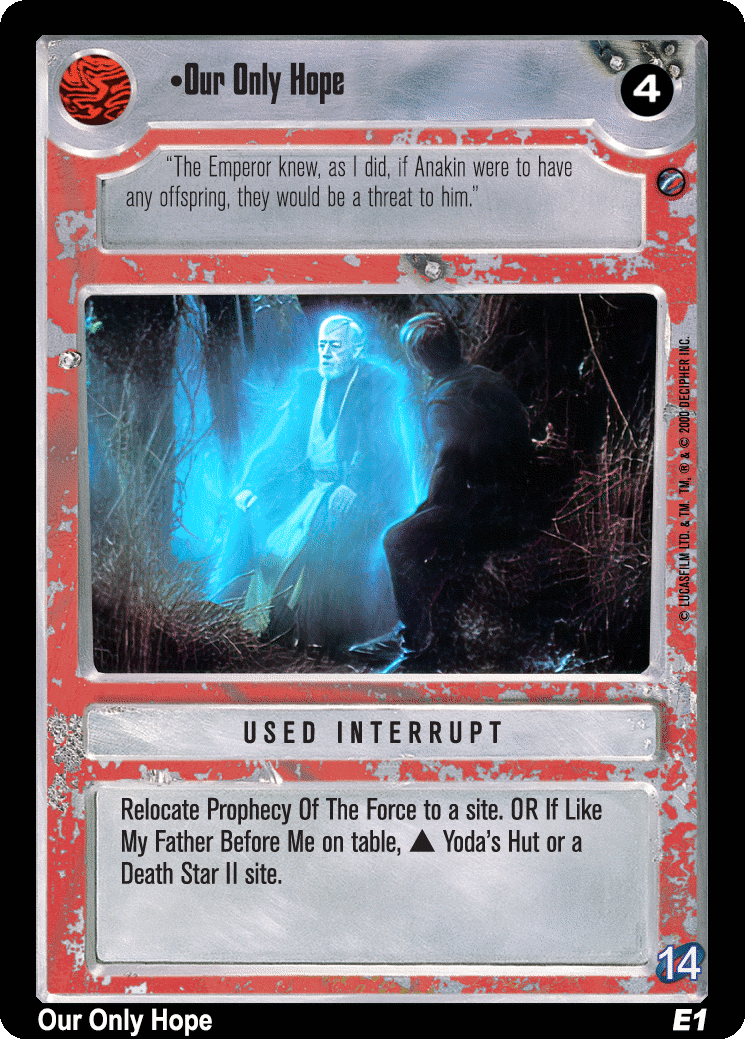 •Our Only Hope
4
“The Emperor knew, as I did, if Anakin were to have
any offspring, they would be a threat to him.”
© LUCASFILM LTD. & TM. TM, ® & © 2000 DECIPHER INC.
USED INTERRUPT
Relocate Prophecy Of The Force to a site. OR If Like
My Father Before Me on table, ▲ Yoda’s Hut or a
Death Star II site.
14
Our Only Hope
E1